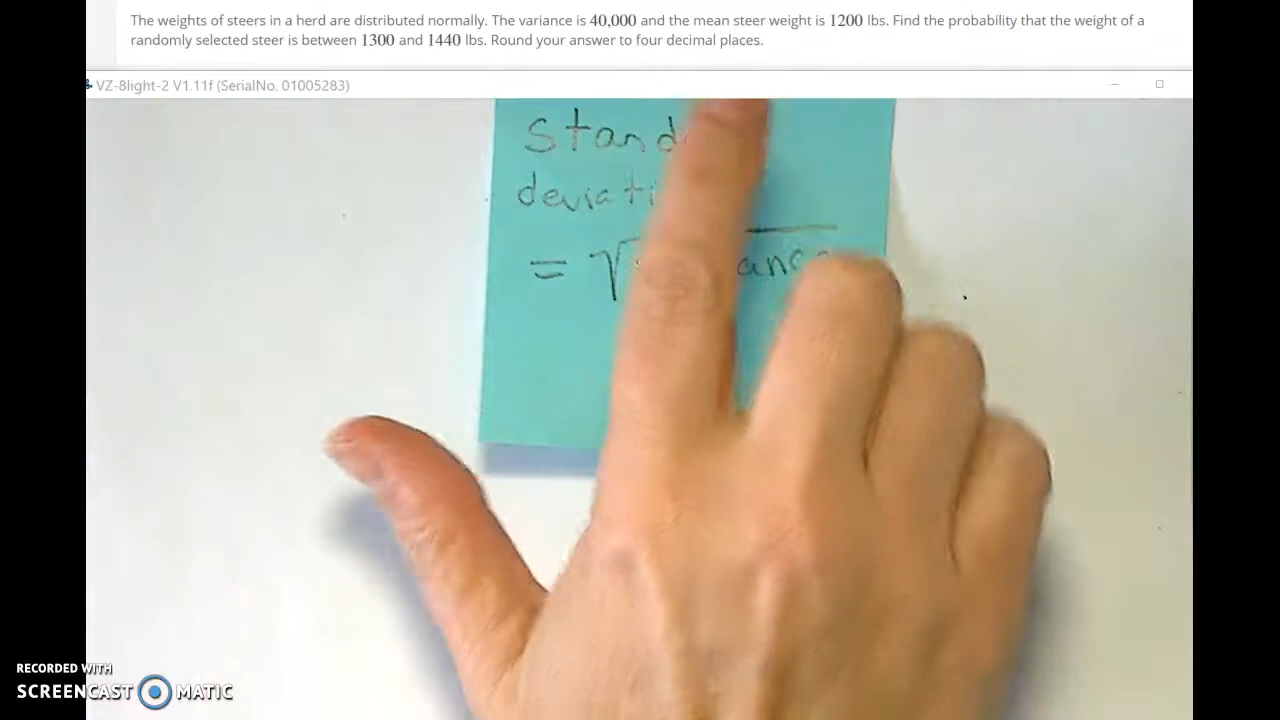 The weights of steers in a herd are distributed normally. The variance is 40,000 and the mean steer weight is 1200 lbs. Find the probability that the weight of a
randomly selected steer is between 1300 and 1440 lbs. Round your answer to four decimal places.
VZ-8light-2 V1.11f (SerialNo. 01005283)
stand
deviati
= √ ance
RECORDED WITH
SCREENCAST MATIC